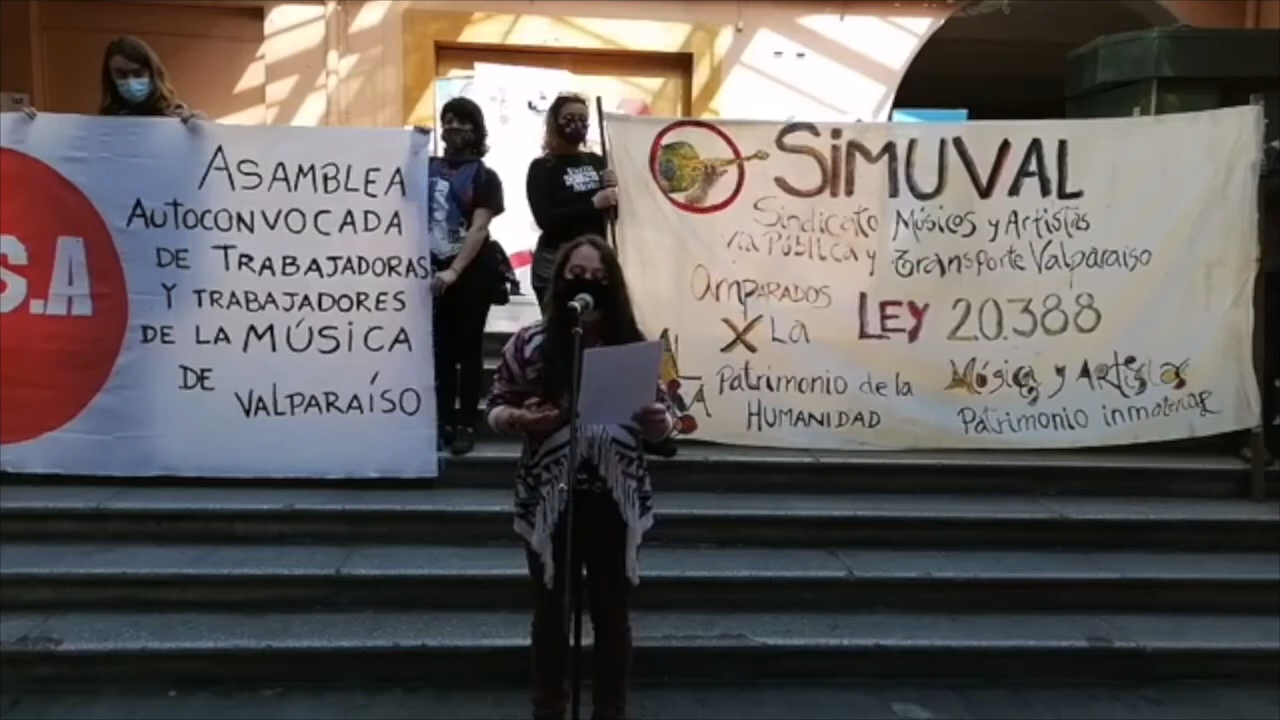 S.A
ASAMBLEA
AUTOCONVOCADA
DE TRABAJADORAS
Y TRABAJADORES
DE LA MÚSICA
DE
VALPARAÍSO
SiMUVAL
Sindicato Músicos y Artistas
Vía Pública y Transporte Valparaiso
AmPARADOS
X La LEY 20.388
Patrimonio de la
HUMANIDAD
Músicos y Artistas
Patrimonio inmaterial